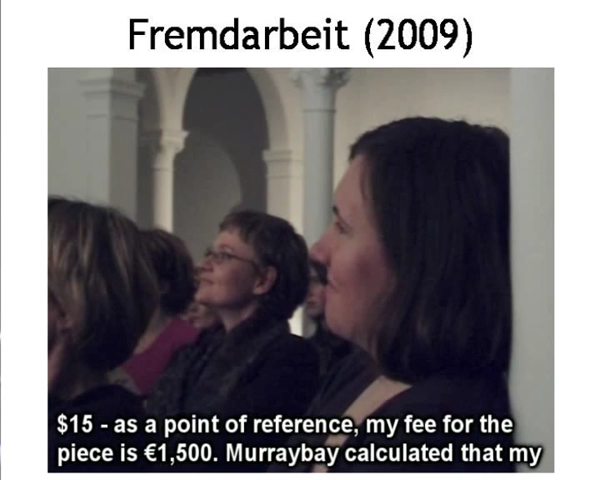 Fremdarbeit (2009)
$15 - as a point of reference, my fee for the
piece is €1,500. Murraybay calculated that my